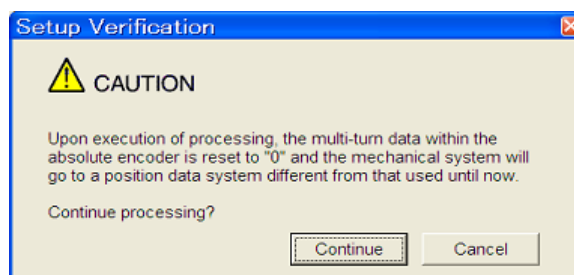 Setup Verification
CAUTION
Upon execution of processing, the multi-turn data within the
absolute encoder is reset to "0" and the mechanical system will
go to a position data system different from that used until now.
Continue processing?
Continue Cancel